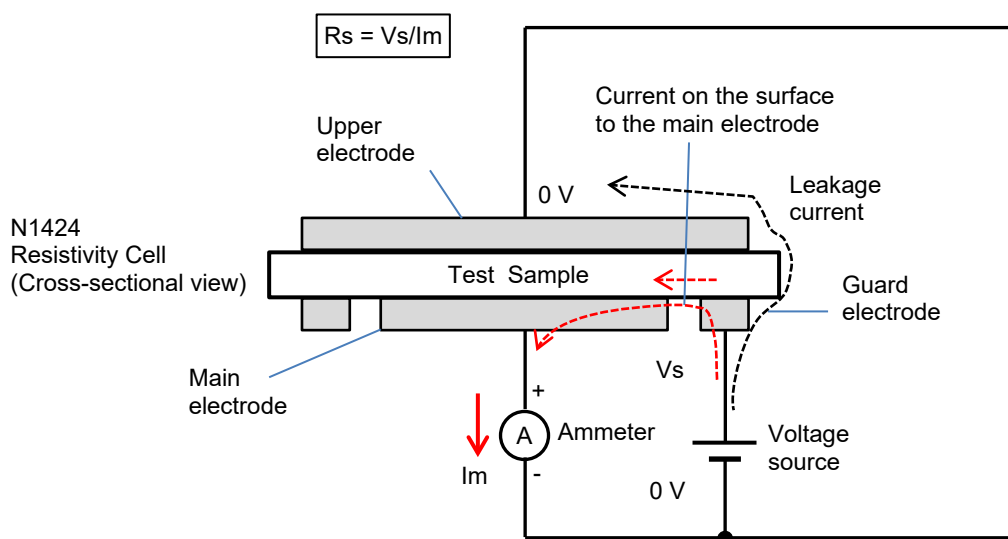 Rs = Vs/Im
Current on the surface
to the main electrode
Upper
electrode
Leakage
current
0 V
N1424
Resistivity Cell
(Cross-sectional view)
Test Sample
Guard
electrode
Main
electrode
Vs
+
A
Ammeter
-
Im
Voltage
source
0 V